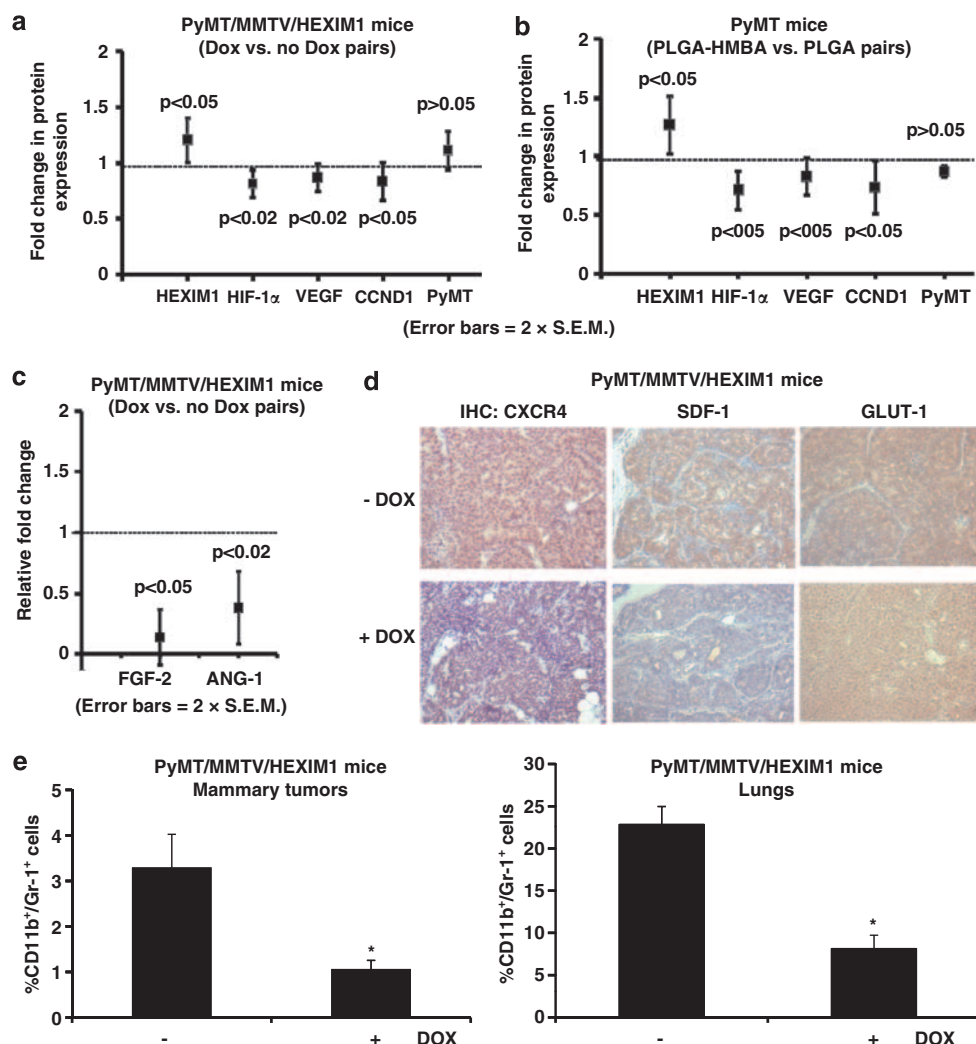 a
PyMT/MMTV/HEXIM1 mice
(Dox vs. no Dox pairs)
Fold change in protein
expression
2
1.5
1
0.5
0
p<0.05
p<0.02
p<0.02
p<0.05
p>0.05
HEXIM1 HIF-1α VEGF CCND1 PyMT
b
PyMT mice
(PLGA-HMBA vs. PLGA pairs)
Fold change in protein
expression
2
1.5
1
0.5
0
p<0.05
p<005
p<005
p<0.05
p>0.05
HEXIM1 HIF-1α VEGF CCND1 PyMT
(Error bars = 2 × S.E.M.)
c
PyMT/MMTV/HEXIM1 mice
(Dox vs. no Dox pairs)
Relative fold change
2
1.5
1
0.5
0
p<0.05
p<0.02
FGF-2 ANG-1
(Error bars = 2 × S.E.M.)
d
PyMT/MMTV/HEXIM1 mice
IHC: CXCR4 SDF-1 GLUT-1
- DOX
+ DOX
e
PyMT/MMTV/HEXIM1 mice
Mammary tumors
%CD11b+/Gr-1+ cells
5
4
3
2
1
0
*
- + DOX
PyMT/MMTV/HEXIM1 mice
Lungs
%CD11b+/Gr-1+ cells
25
20
15
10
5
0
*
- + DOX